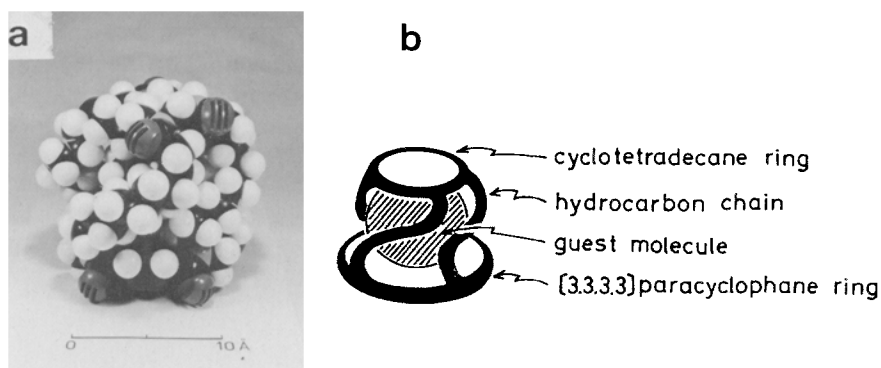 a
b
cyclotetradecane ring
hydrocarbon chain
guest molecule
[3.3.3.3]paracyclophane ring
0 10 Å